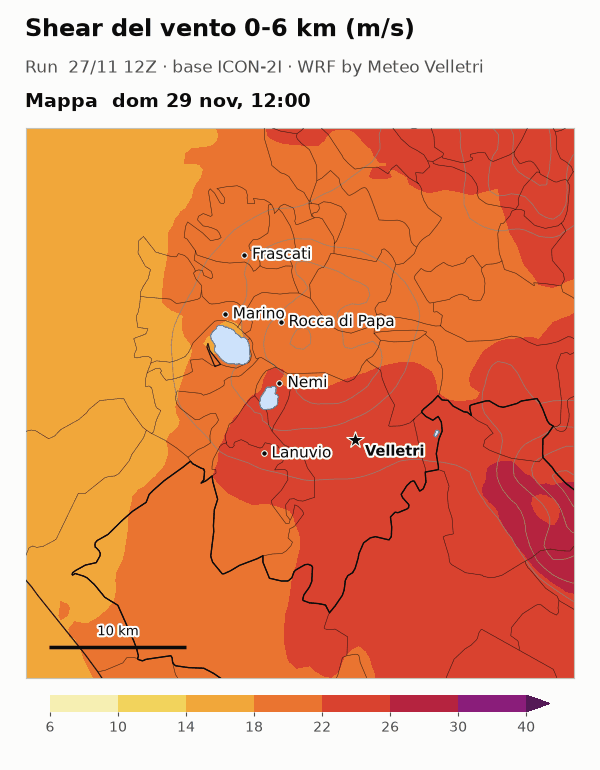 Shear del vento 0-6 km (m/s)
Run 27/11 12Z · base ICON-2I · WRF by Meteo Velletri
Mappa dom 29 nov, 12:00
Frascati
Marino
Rocca di Papa
Nemi
Velletri
Lanuvio
10 km
6 10 14 18 22 26 30 40